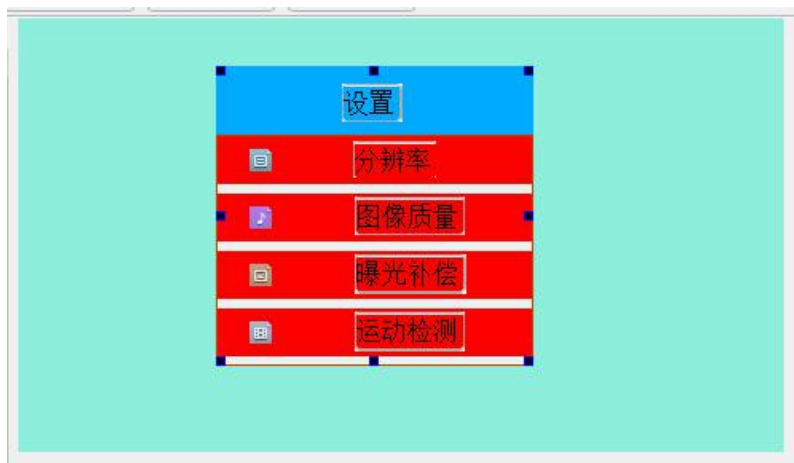 设置
分辨率
图像质量
曝光补偿
运动检测